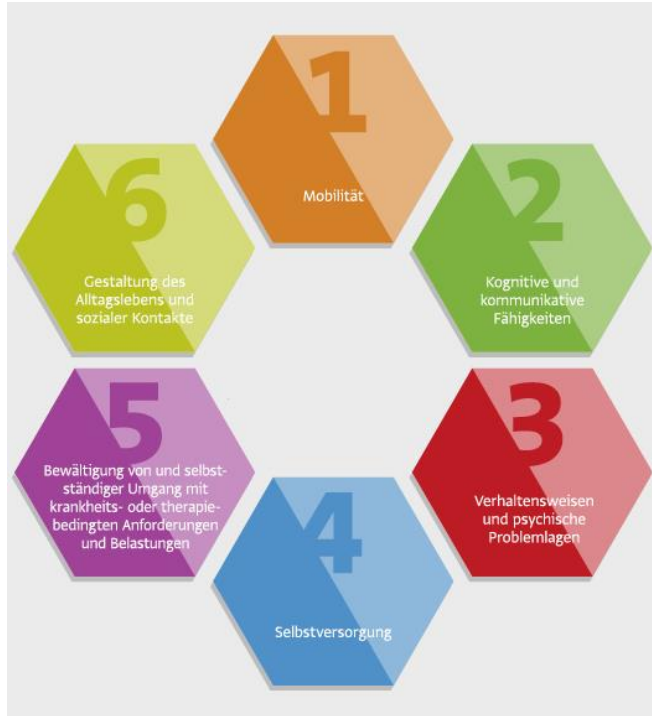 1
Mobilität
2
Kognitive und
kommunikative
Fähigkeiten
3
Verhaltensweisen
und psychische
Problemlagen
4
Selbstversorgung
5
Bewältigung von und selbst-
ständiger Umgang mit
krankheits- oder therapie-
bedingten Anforderungen
und Belastungen
6
Gestaltung des
Alltagslebens und
sozialer Kontakte